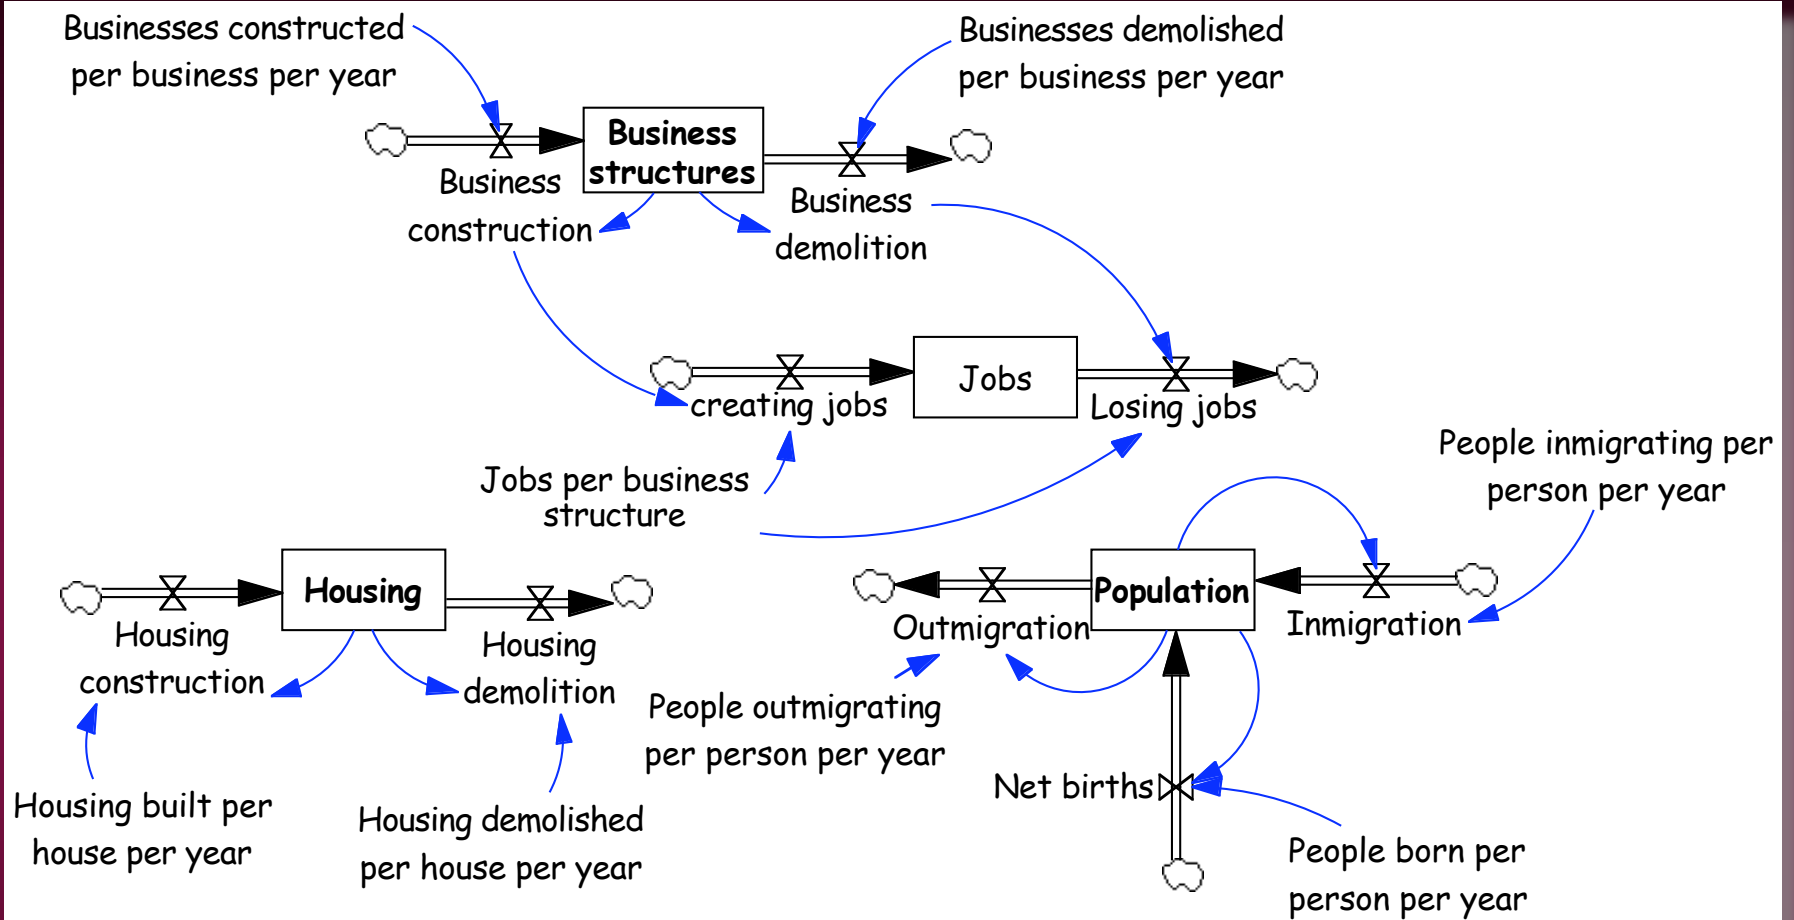 Businesses constructed
per business per year
Businesses demolished
per business per year
Business
structures
Business
construction
Business
demolition
Jobs
creating jobs
Losing jobs
Jobs per business
structure
People inmigrating per
person per year
Housing
Housing
construction
Housing
demolition
Housing built per
house per year
Housing demolished
per house per year
Population
Outmigration
Inmigration
People outmigrating
per person per year
Net births
People born per
person per year